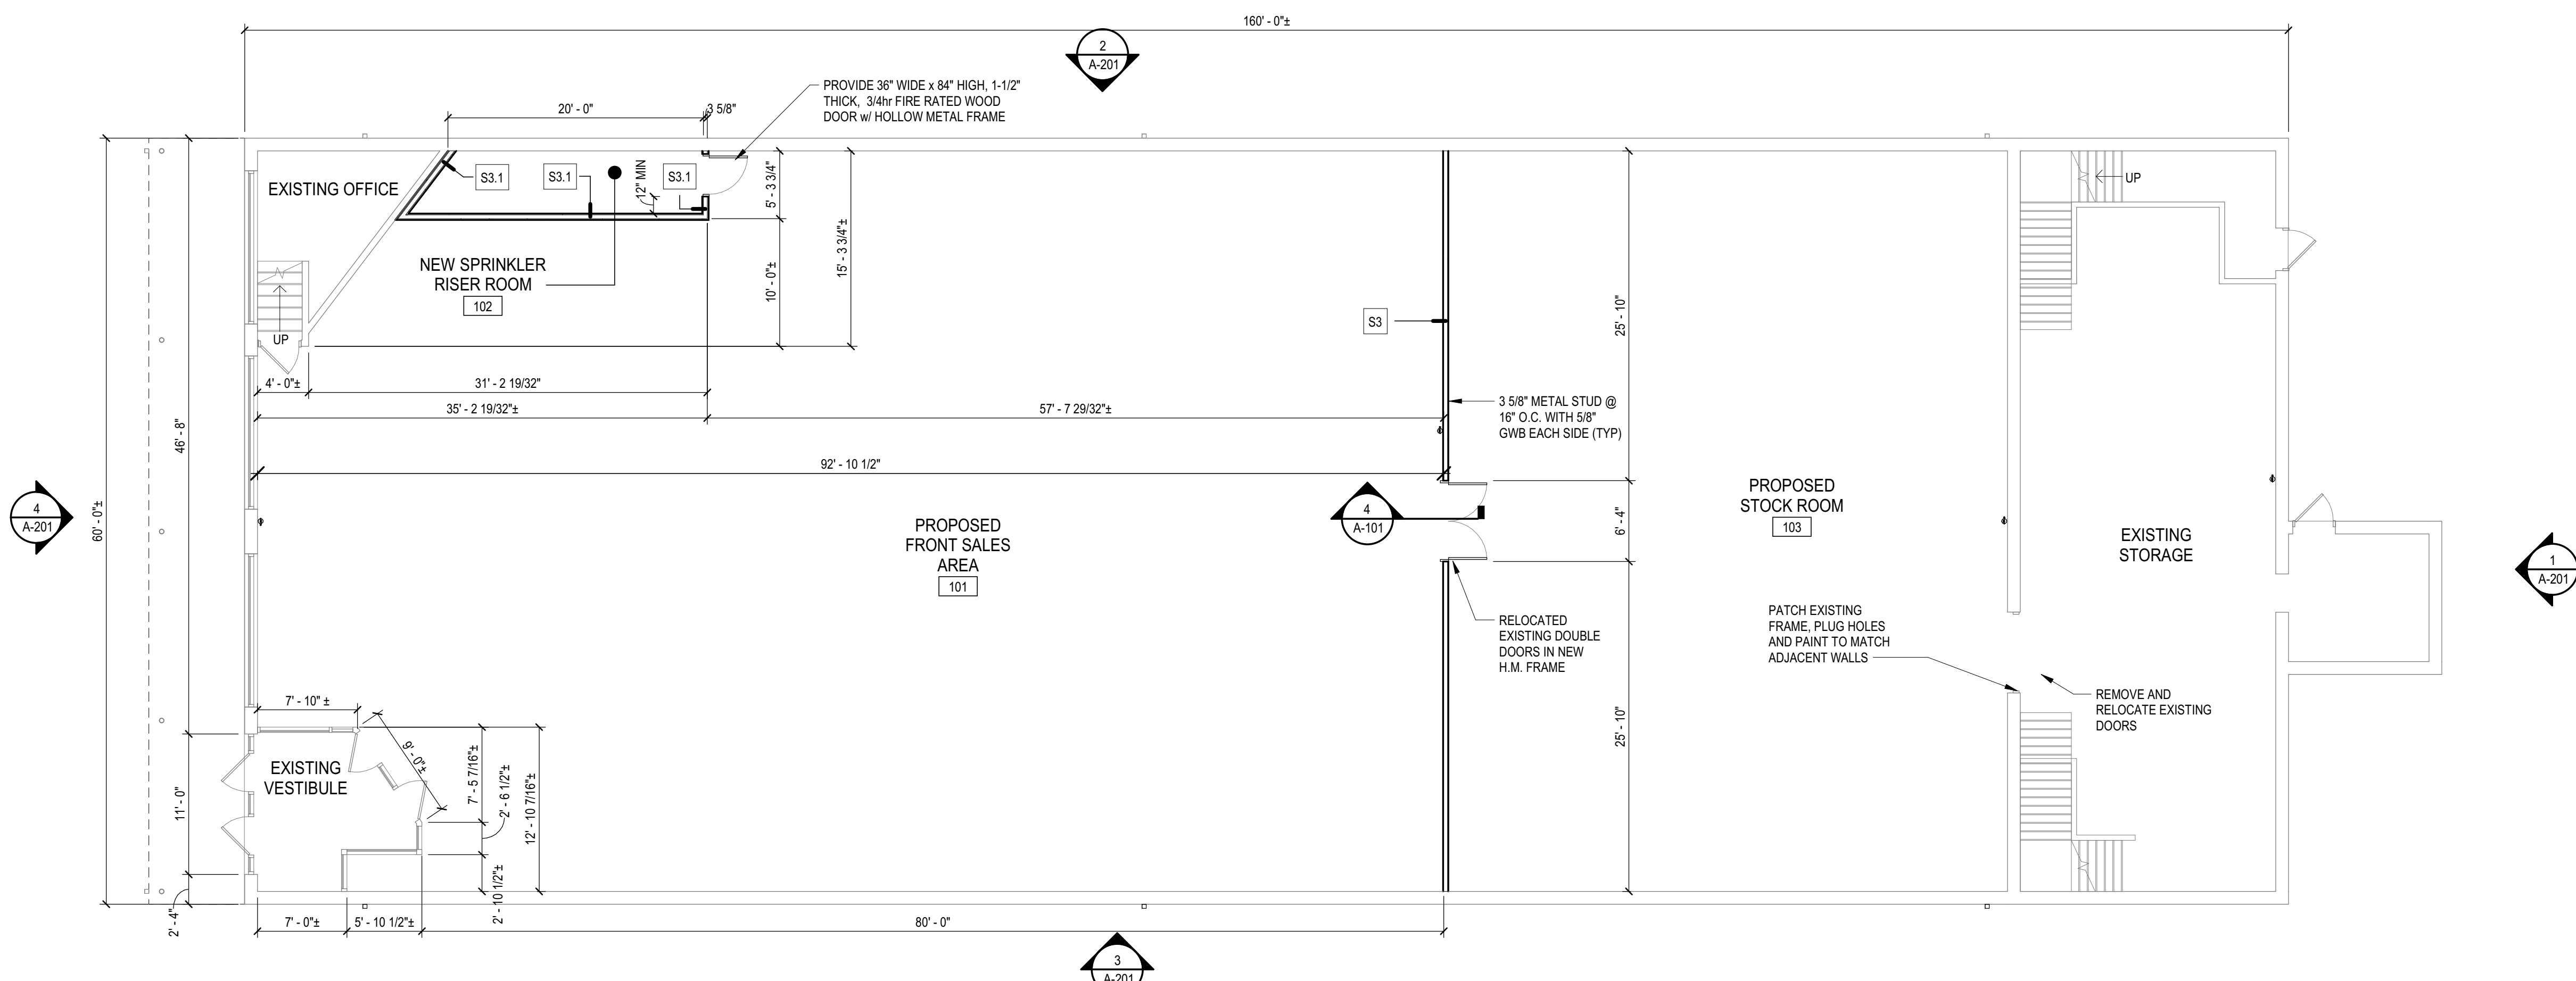 160' - 0"±
2
A-201
PROVIDE 36" WIDE x 84" HIGH, 1-1/2"
THICK, 3/4hr FIRE RATED WOOD
DOOR w/ HOLLOW METAL FRAME
20' - 0"
3 5/8"
EXISTING OFFICE
S3.1
S3.1
12" MIN
S3.1
5' - 3 3/4"
15' - 3 3/4"±
10' - 0"±
NEW SPRINKLER
RISER ROOM
102
UP
UP
4' - 0"±
31' - 2 19/32"
35' - 2 19/32"±
57' - 7 29/32"±
92' - 10 1/2"
S3
25' - 10"
3 5/8" METAL STUD @
16" O.C. WITH 5/8"
GWB EACH SIDE (TYP)
46' - 8"
60' - 0"±
4
A-201
4
A-101
6' - 4"
PROPOSED
FRONT SALES
AREA
101
PROPOSED
STOCK ROOM
103
EXISTING
STORAGE
1
A-201
RELOCATED
EXISTING DOUBLE
DOORS IN NEW
H.M. FRAME
PATCH EXISTING
FRAME, PLUG HOLES
AND PAINT TO MATCH
ADJACENT WALLS
REMOVE AND
RELOCATE EXISTING
DOORS
25' - 10"
7' - 10" ±
9' - 0"±
7' - 5 7/16"±
2' - 6 1/2"±
12' - 10 7/16"±
EXISTING
VESTIBULE
11' - 0"
2' - 4"
2' - 10 1/2"±
7' - 0"±
5' - 10 1/2"±
80' - 0"
3
A-201